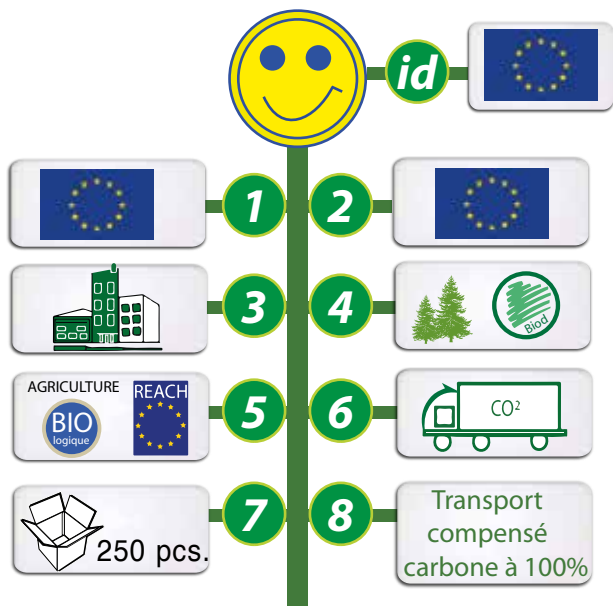 id
1
2
3
4
Biod
AGRICULTURE
BIO
logique
REACH
5
6
CO²
7
250 pcs.
8
Transport
compensé
carbone à 100%